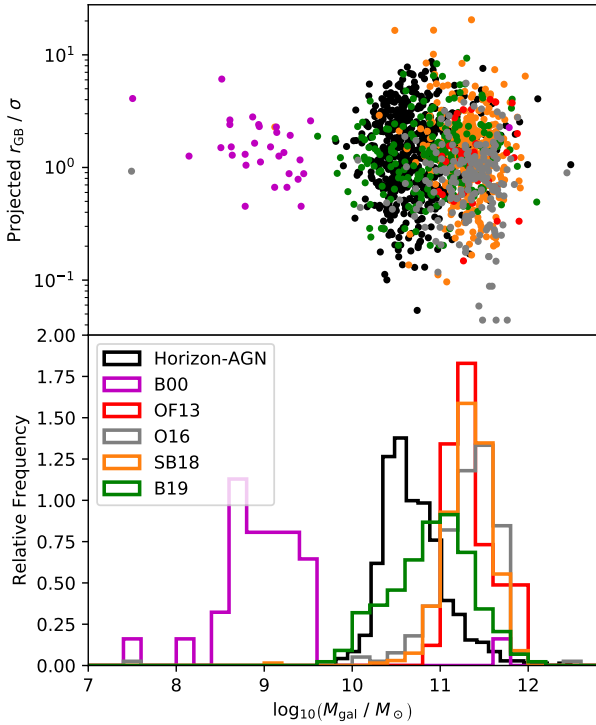 10¹
10⁰
10⁻¹
Projected r_GB / σ
2.00
1.75
1.50
1.25
1.00
0.75
0.50
0.25
0.00
Relative Frequency
Horizon-AGN
B00
OF13
O16
SB18
B19
7 8 9 10 11 12
log₁₀(M_gal / M_⊙)